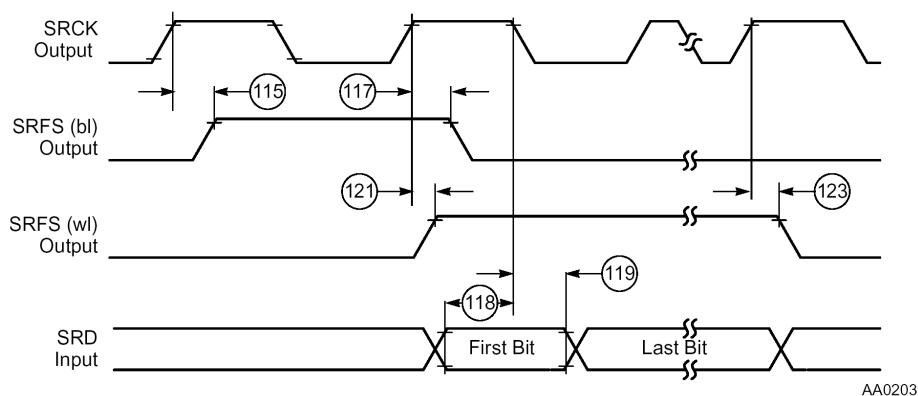 SRCK
Output
115
117
SRFS (bl)
Output
121
123
SRFS (wl)
Output
119
118
SRD
Input
First Bit
Last Bit
AA0203